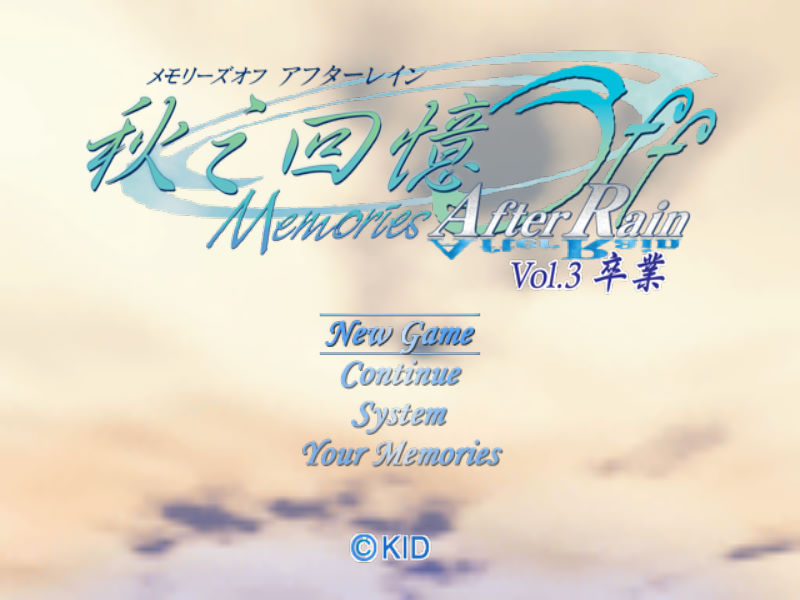 メモリーズオフ アフターレイン
秋之回憶
Memories Off
After Rain
Vol.3 卒業
New Game
Continue
System
Your Memories
©KID